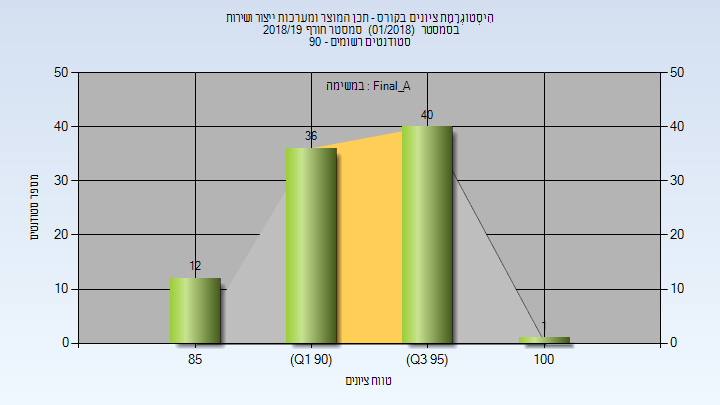 היסטוגרמת ציונים בקורס - תכן המוצר ומערכות ייצור ושירות
בסמסטר (01/2018) סמסטר חורף 2018/19
סטודנטים רשומים - 90
במשימה : Final_A
50 50
40 40
30 30
20 20
10 10
0 0
12
36
40
85
(Q1 90)
(Q3 95)
100
מספר סטודנטים
טווח ציונים